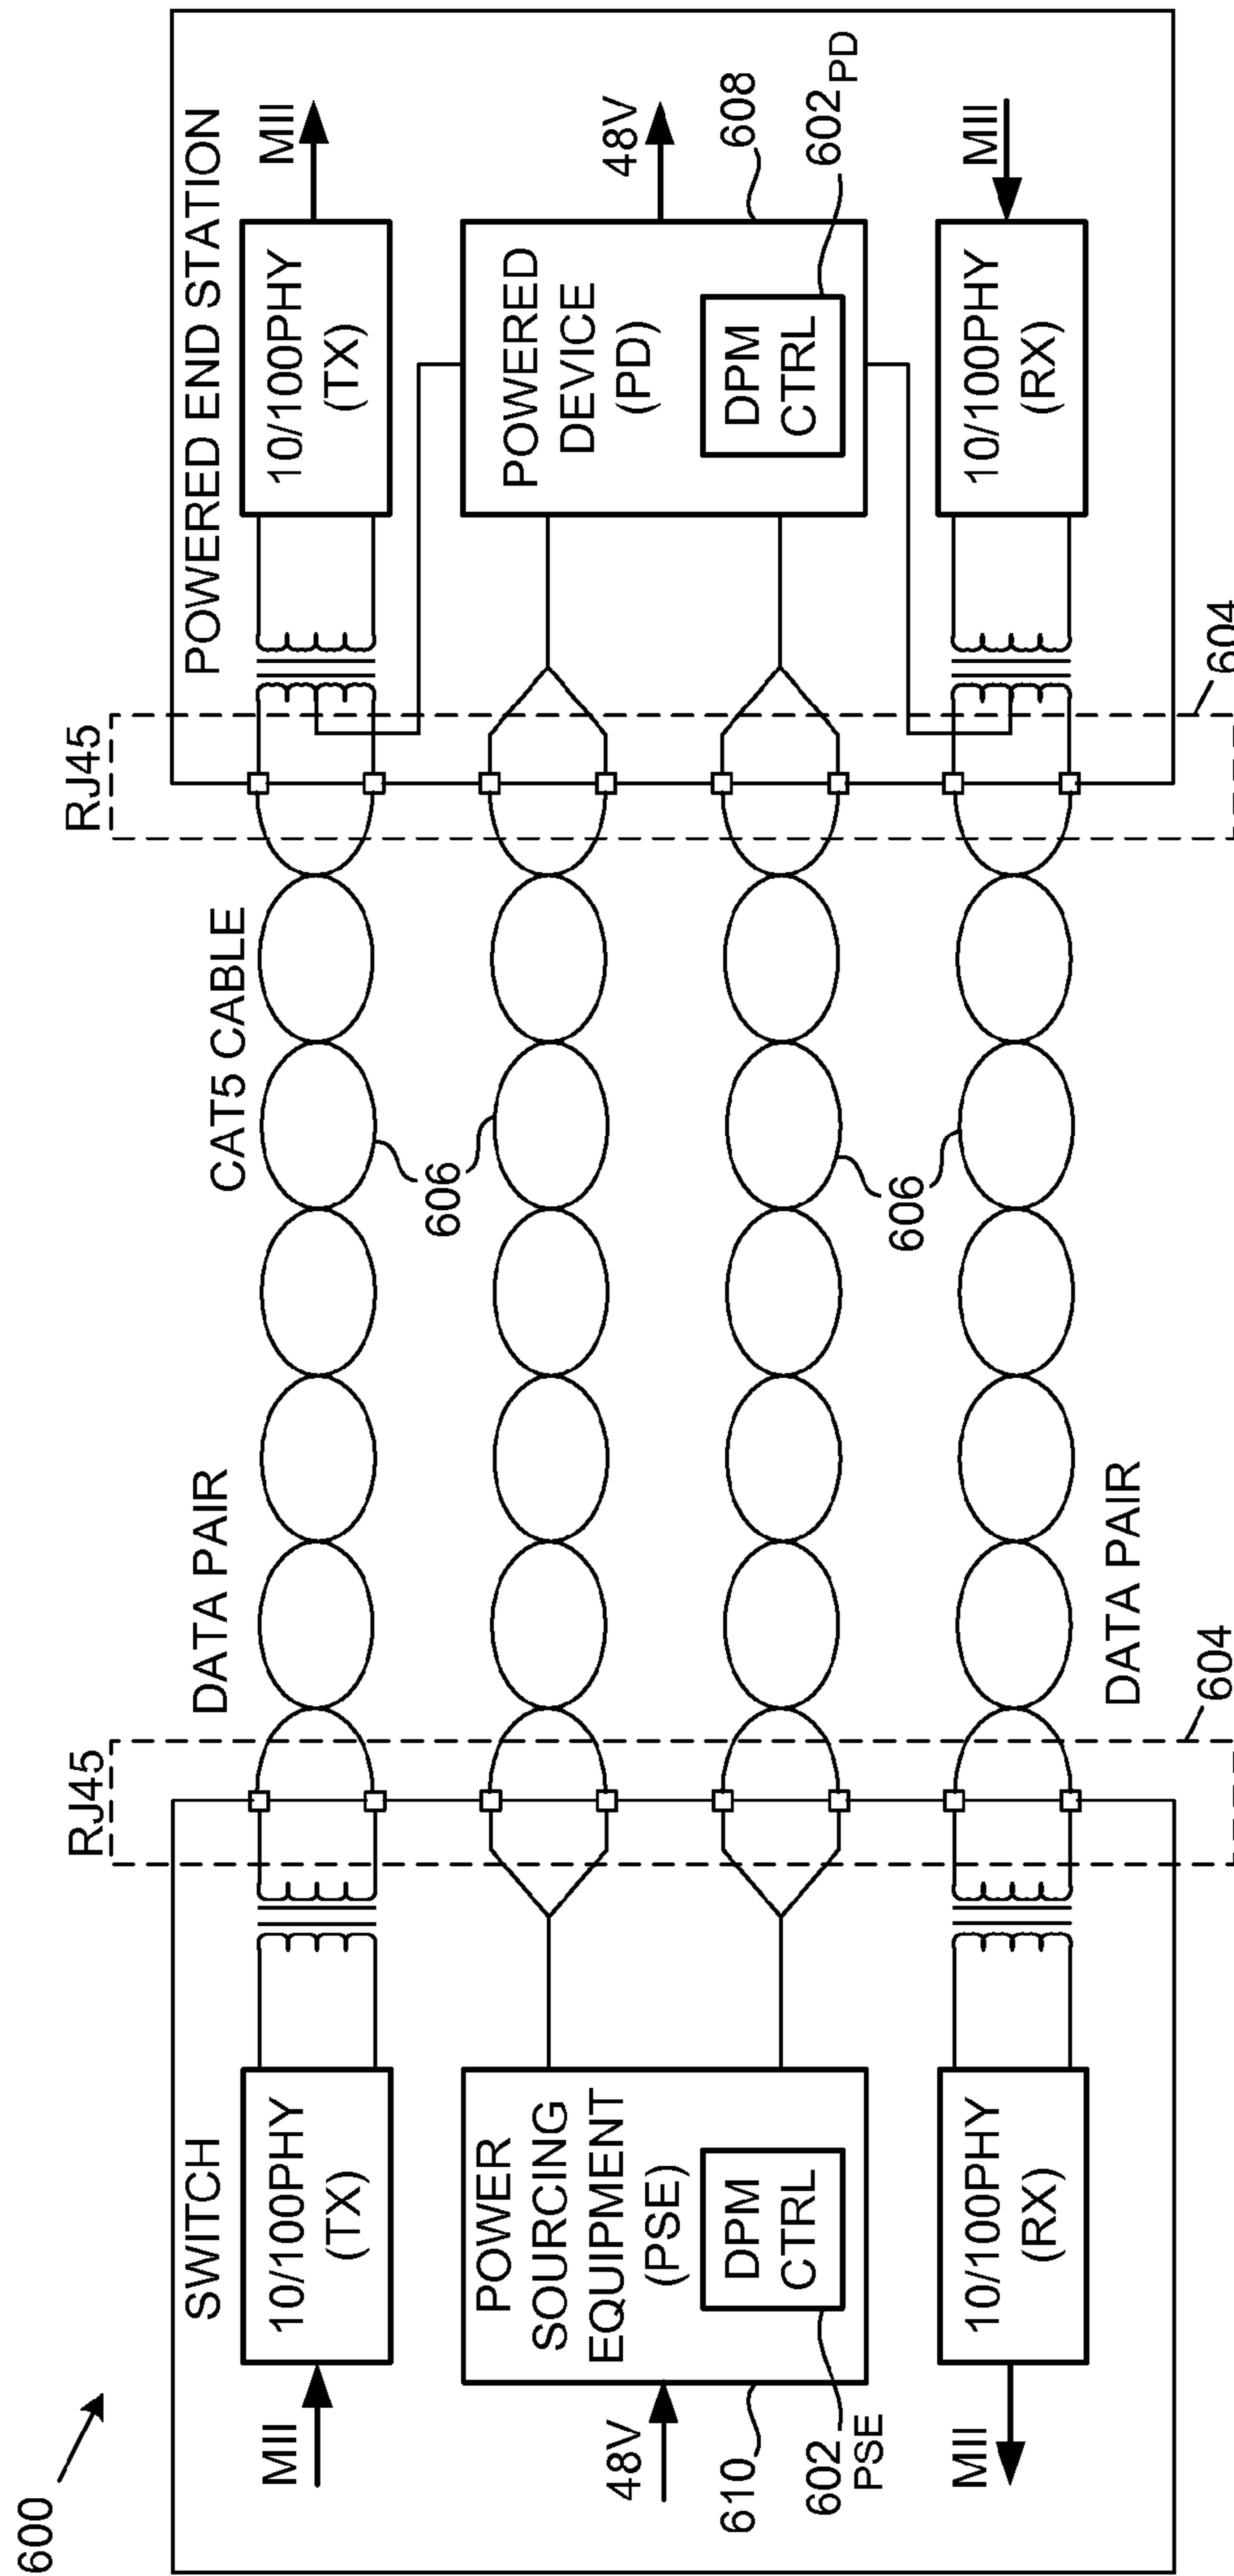 600
SWITCH
MII
10/100PHY
(TX)
48V
POWER
SOURCING
EQUIPMENT
(PSE)
DPM
CTRL
610
602 PSE
MII
10/100PHY
(RX)
RJ45
604
DATA PAIR
CAT5 CABLE
606
606
DATA PAIR
RJ45
604
POWERED END STATION
10/100PHY
(TX)
MII
POWERED
DEVICE
(PD)
DPM
CTRL
48V
608
602 PD
10/100PHY
(RX)
MII